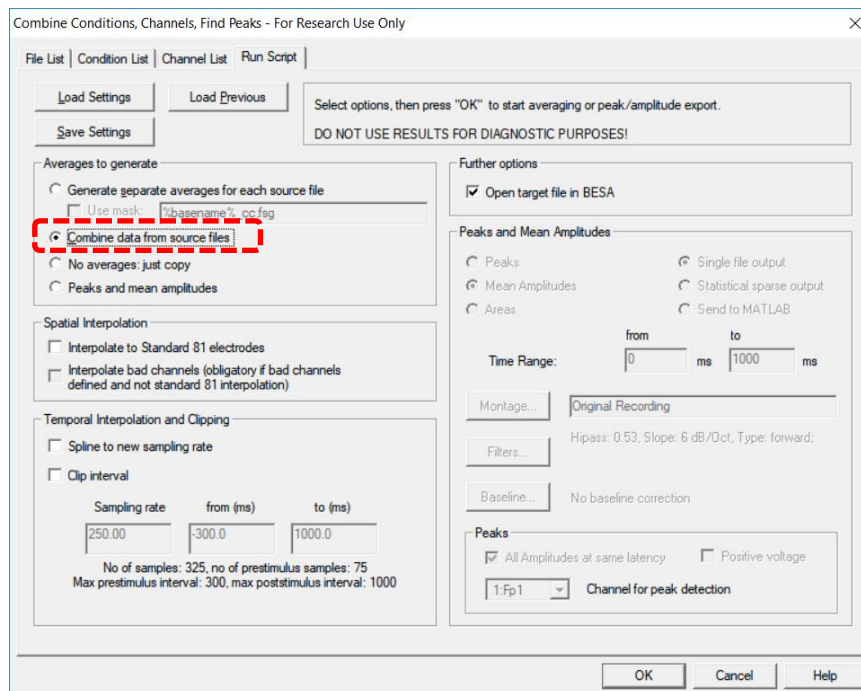 Combine Conditions, Channels, Find Peaks - For Research Use Only
File List
Condition List
Channel List
Run Script
Load Settings
Load Previous
Save Settings
Select options, then press "OK" to start averaging or peak/amplitude export.
DO NOT USE RESULTS FOR DIAGNOSTIC PURPOSES!
Averages to generate
Generate separate averages for each source file
Use mask: %basename%_cc.fsg
Combine data from source files
No averages: just copy
Peaks and mean amplitudes
Spatial Interpolation
Interpolate to Standard 81 electrodes
Interpolate bad channels (obligatory if bad channels
defined and not standard 81 interpolation)
Temporal Interpolation and Clipping
Spline to new sampling rate
Clip interval
Sampling rate from (ms) to (ms)
250.00 -300.0 1000.0
No of samples: 325, no of prestimulus samples: 75
Max prestimulus interval: 300, max poststimulus interval: 1000
Further options
Open target file in BESA
Peaks and Mean Amplitudes
Peaks Single file output
Mean Amplitudes Statistical sparse output
Areas Send to MATLAB
from to
Time Range: 0 ms 1000 ms
Montage... Original Recording
Filters... Hipass: 0.53, Slope: 6 dB/Oct, Type: forward;
Baseline... No baseline correction
Peaks
All Amplitudes at same latency Positive voltage
1:Fp1 Channel for peak detection
OK Cancel Help